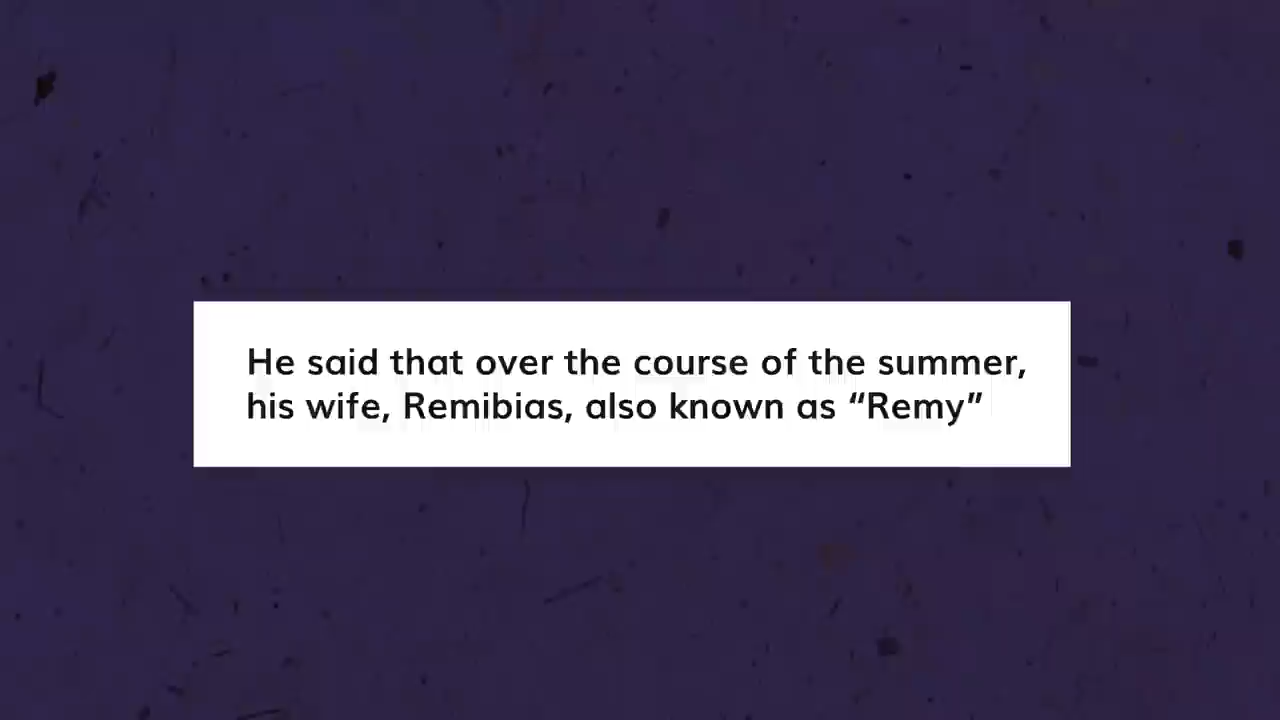 He said that over the course of the summer,
his wife, Remibias, also known as “Remy”